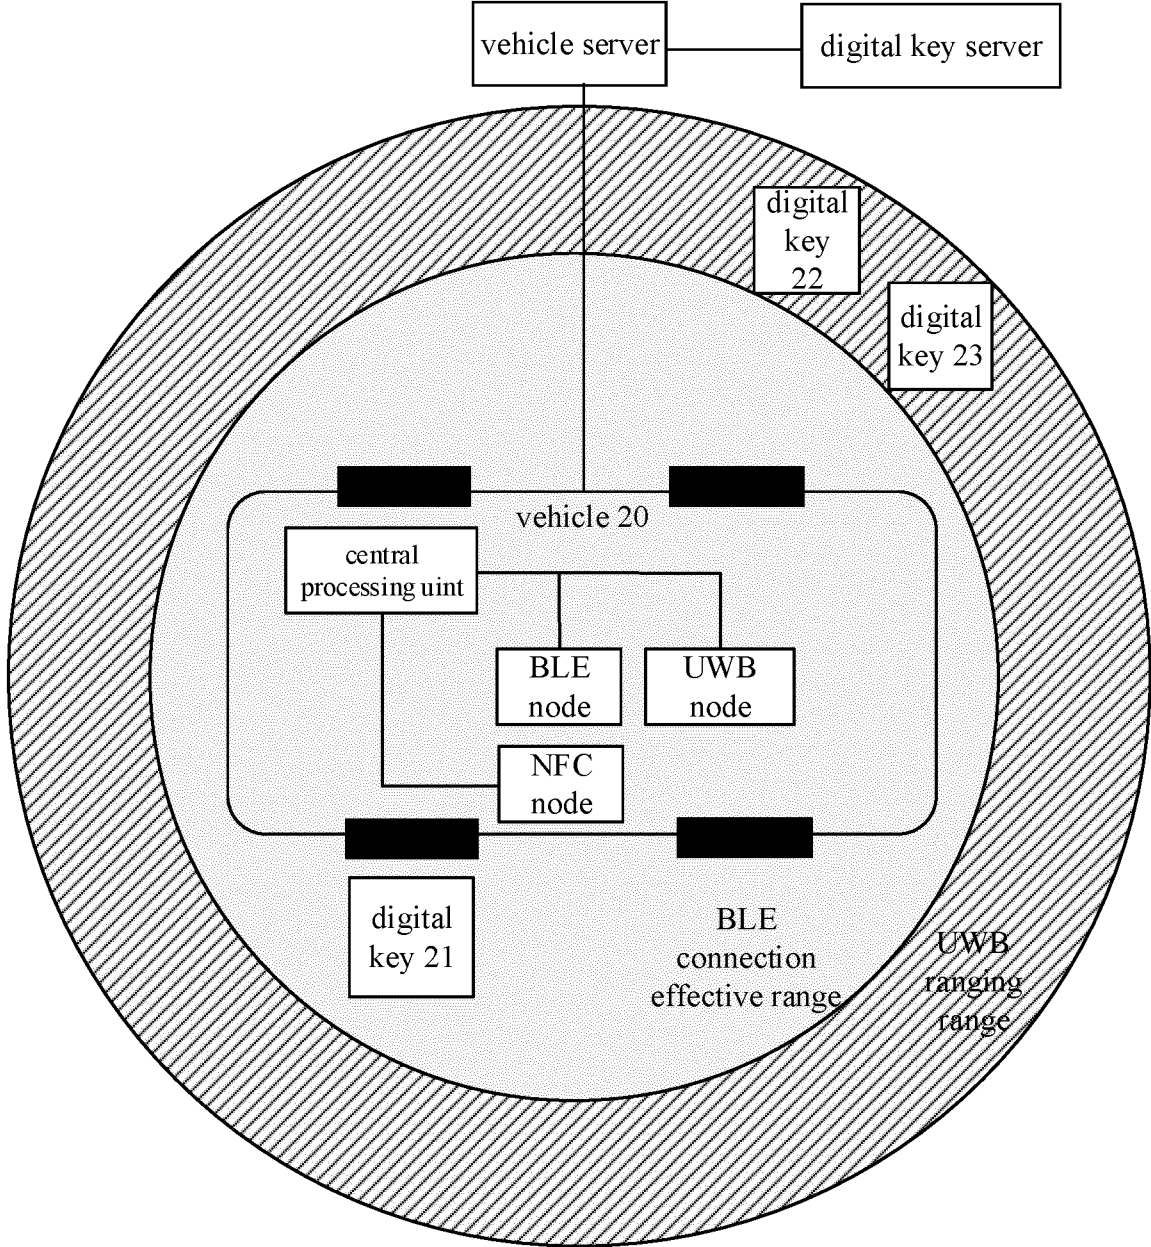 vehicle server
digital key server
digital
key
22
digital
key 23
vehicle 20
central
processing uint
BLE
node
UWB
node
NFC
node
digital
key 21
BLE
connection
effective range
UWB
ranging
range